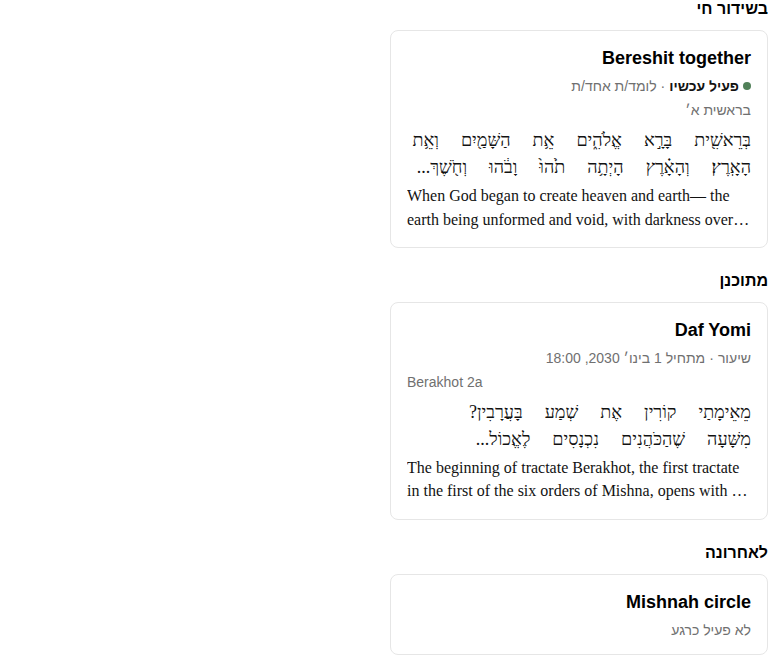 בשידור חי
Bereshit together
פעיל עכשיו · לומד/ת אחד/ת
בראשית א׳
בְּרֵאשִׁ֖ית בָּרָ֣א אֱלֹהִ֑ים אֵ֥ת הַשָּׁמַ֖יִם וְאֵ֥ת
הָאָֽרֶץ׃ וְהָאָ֗רֶץ הָיְתָ֥ה תֹ֙הוּ֙ וָבֹ֔הוּ וְחֹ֖שֶׁךְ...
When God began to create heaven and earth— the
earth being unformed and void, with darkness over…
מתוכנן
Daf Yomi
שיעור · מתחיל 1 בינו׳ 2030, 18:00
Berakhot 2a
מֵאֵימָתַי קוֹרִין אֶת שְׁמַע בָּעֲרָבִין?
מִשָּׁעָה שֶׁהַכֹּהֲנִים נִכְנָסִים לֶאֱכוֹל...
The beginning of tractate Berakhot, the first tractate
in the first of the six orders of Mishna, opens with …
לאחרונה
Mishnah circle
לא פעיל כרגע